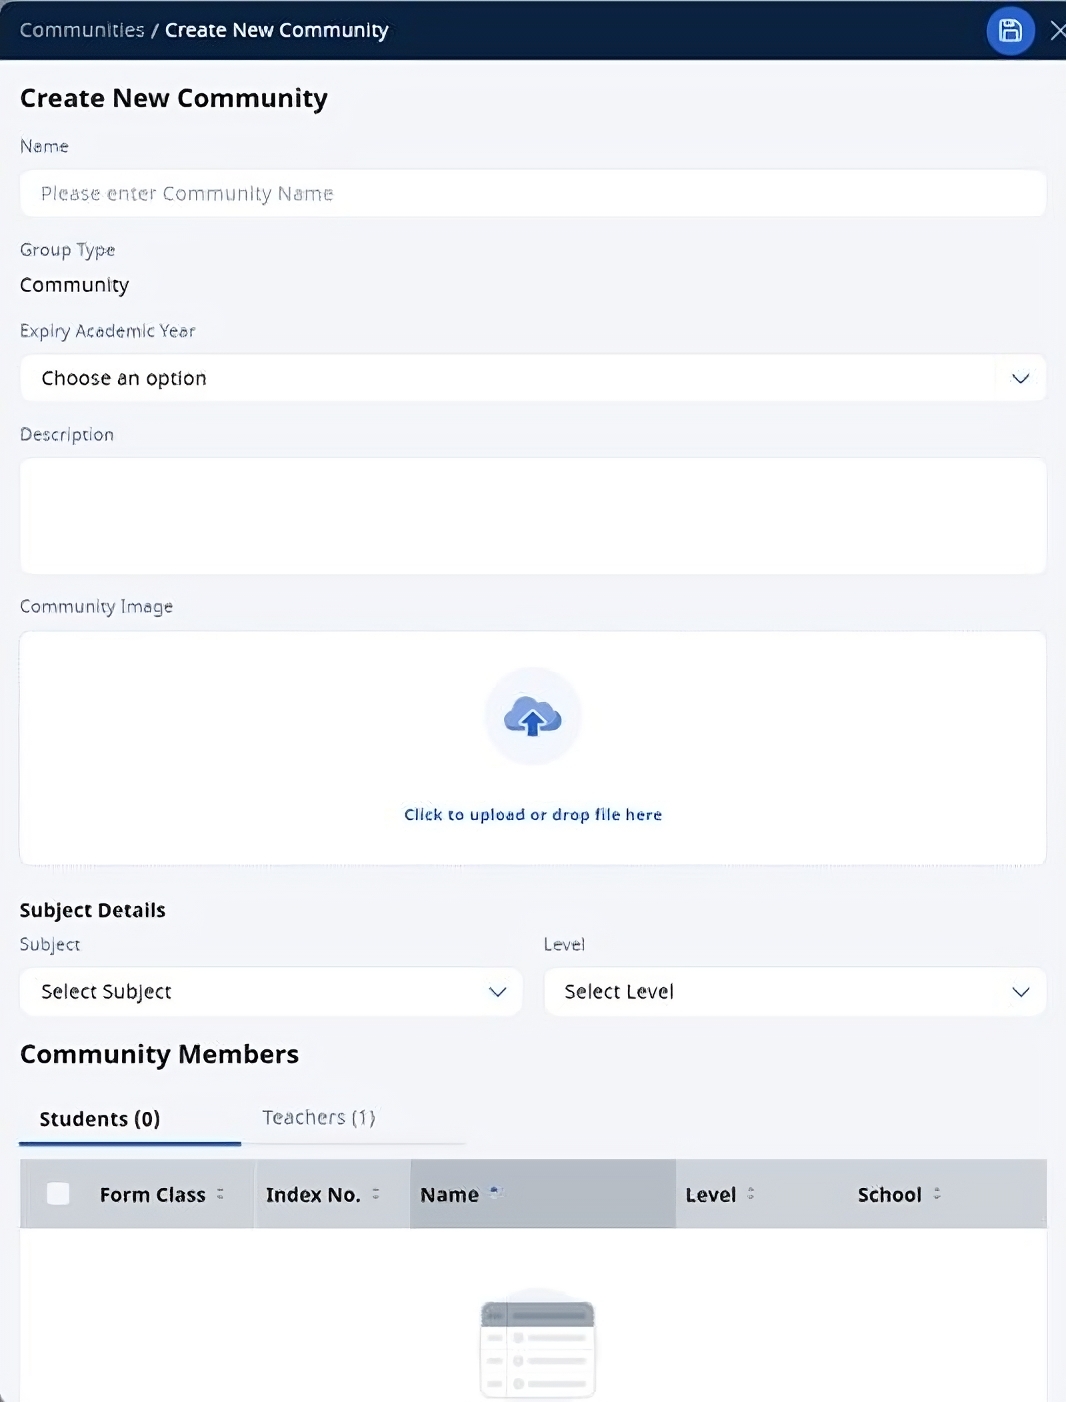 Communities / Create New Community
Create New Community
Name
Please enter Community Name
Group Type
Community
Expiry Academic Year
Choose an option
Description
Community Image
Click to upload or drop file here
Subject Details
Subject
Level
Select Subject
Select Level
Community Members
Students (0)
Teachers (1)
Form Class
Index No.
Name
Level
School